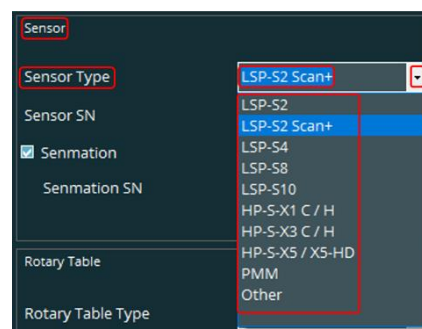 Sensor
Sensor Type
LSP-S2 Scan+
Sensor SN
Senmation
Senmation SN
LSP-S2
LSP-S2 Scan+
LSP-S4
LSP-S8
LSP-S10
HP-S-X1 C / H
HP-S-X3 C / H
HP-S-X5 / X5-HD
PMM
Other
Rotary Table
Rotary Table Type